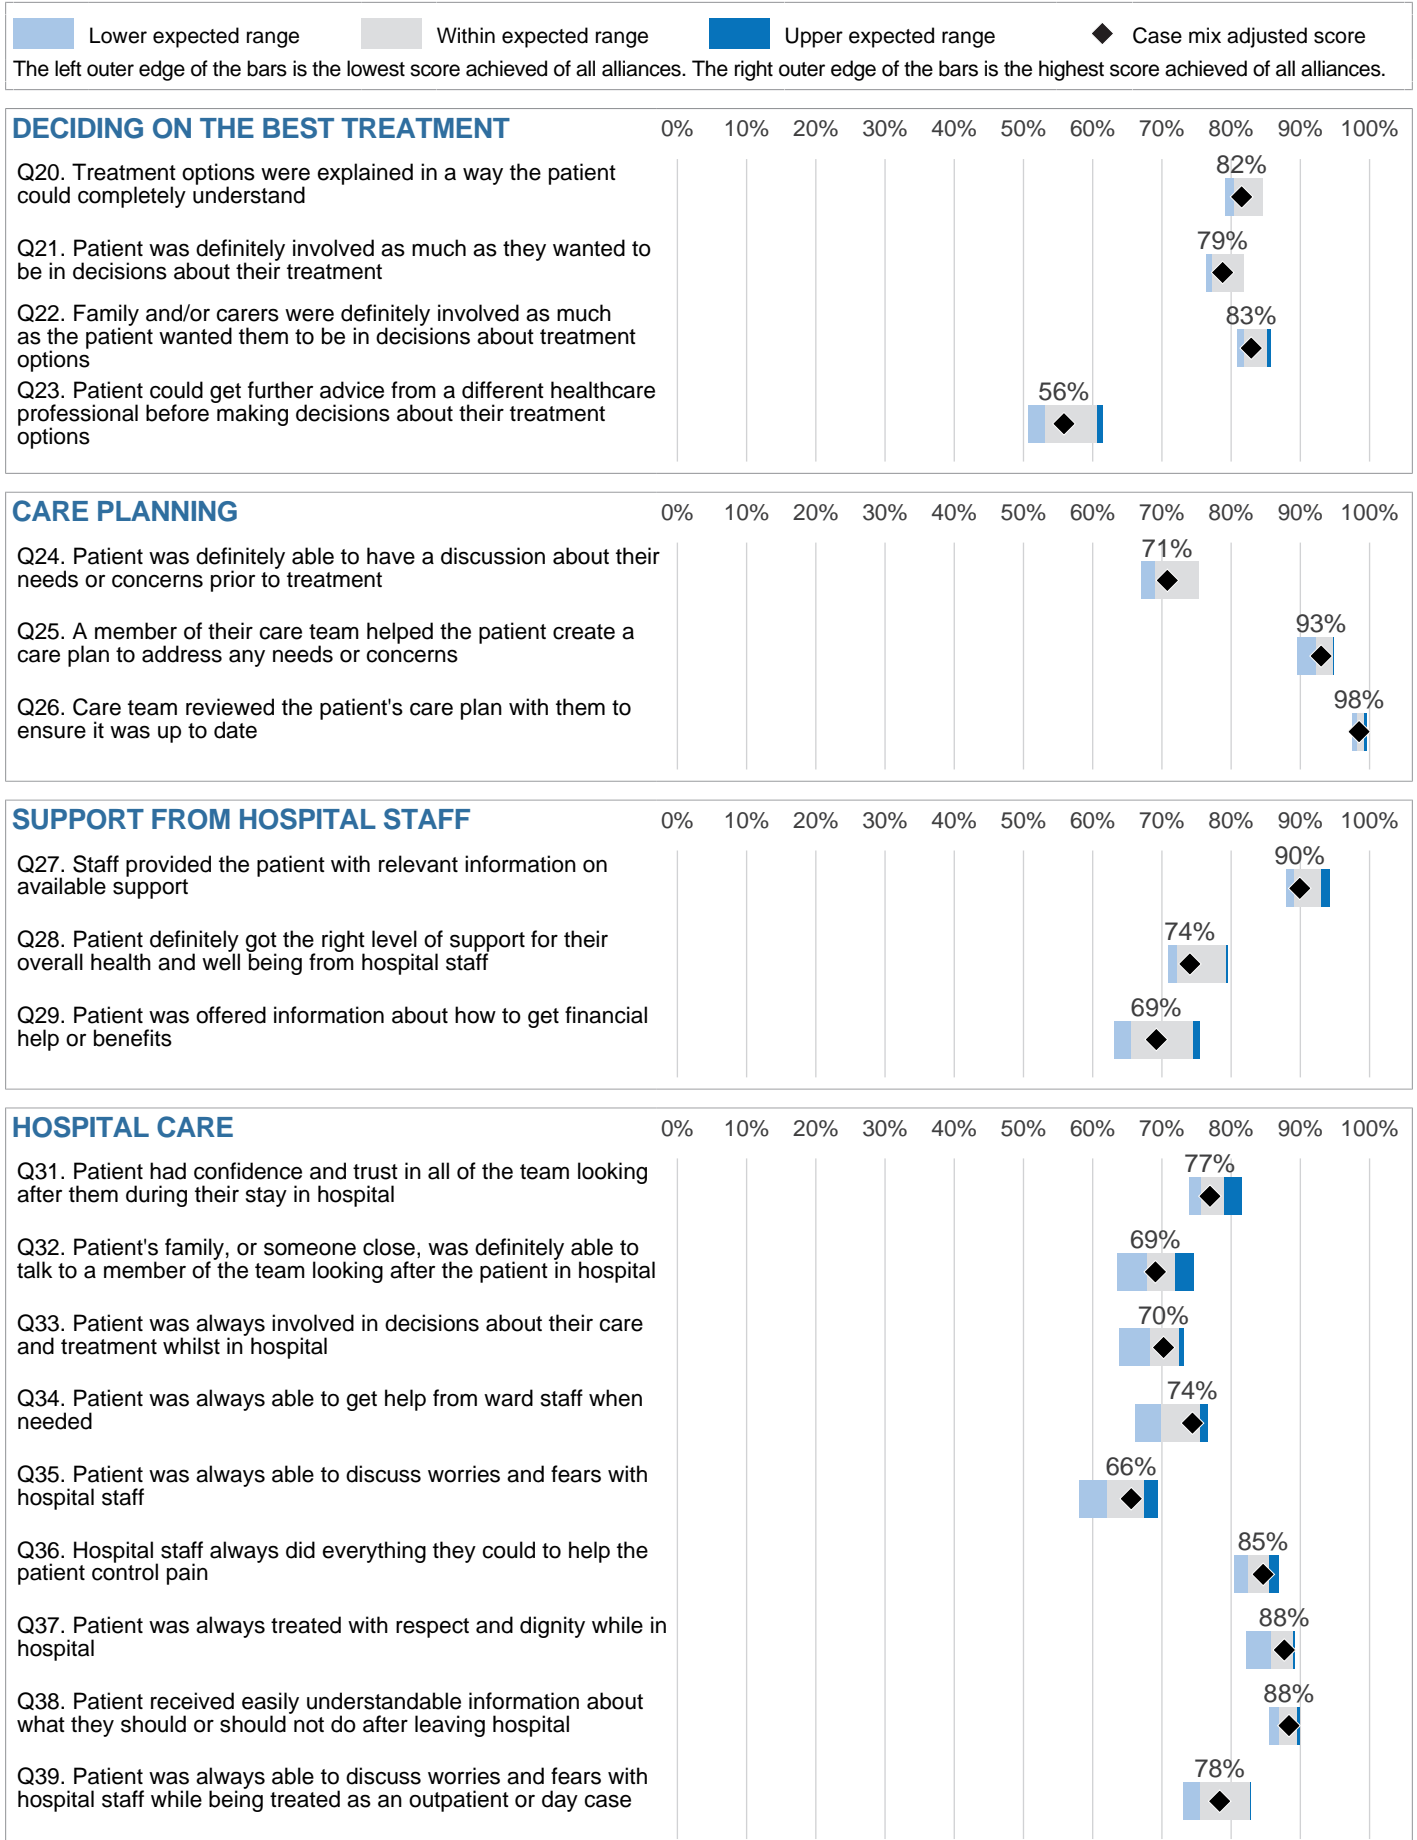 Lower expected range Within expected range Upper expected range Case mix adjusted score
The left outer edge of the bars is the lowest score achieved of all alliances. The right outer edge of the bars is the highest score achieved of all alliances.
DECIDING ON THE BEST TREATMENT 0% 10% 20% 30% 40% 50% 60% 70% 80% 90% 100%
Q20. Treatment options were explained in a way the patient
could completely understand
82%
Q21. Patient was definitely involved as much as they wanted to
be in decisions about their treatment
79%
Q22. Family and/or carers were definitely involved as much
as the patient wanted them to be in decisions about treatment
options
83%
Q23. Patient could get further advice from a different healthcare
professional before making decisions about their treatment
options
56%
CARE PLANNING 0% 10% 20% 30% 40% 50% 60% 70% 80% 90% 100%
Q24. Patient was definitely able to have a discussion about their
needs or concerns prior to treatment
71%
Q25. A member of their care team helped the patient create a
care plan to address any needs or concerns
93%
Q26. Care team reviewed the patient's care plan with them to
ensure it was up to date
98%
SUPPORT FROM HOSPITAL STAFF 0% 10% 20% 30% 40% 50% 60% 70% 80% 90% 100%
Q27. Staff provided the patient with relevant information on
available support
90%
Q28. Patient definitely got the right level of support for their
overall health and well being from hospital staff
74%
Q29. Patient was offered information about how to get financial
help or benefits
69%
HOSPITAL CARE 0% 10% 20% 30% 40% 50% 60% 70% 80% 90% 100%
Q31. Patient had confidence and trust in all of the team looking
after them during their stay in hospital
77%
Q32. Patient's family, or someone close, was definitely able to
talk to a member of the team looking after the patient in hospital
69%
Q33. Patient was always involved in decisions about their care
and treatment whilst in hospital
70%
Q34. Patient was always able to get help from ward staff when
needed
74%
Q35. Patient was always able to discuss worries and fears with
hospital staff
66%
Q36. Hospital staff always did everything they could to help the
patient control pain
85%
Q37. Patient was always treated with respect and dignity while in
hospital
88%
Q38. Patient received easily understandable information about
what they should or should not do after leaving hospital
88%
Q39. Patient was always able to discuss worries and fears with
hospital staff while being treated as an outpatient or day case
78%